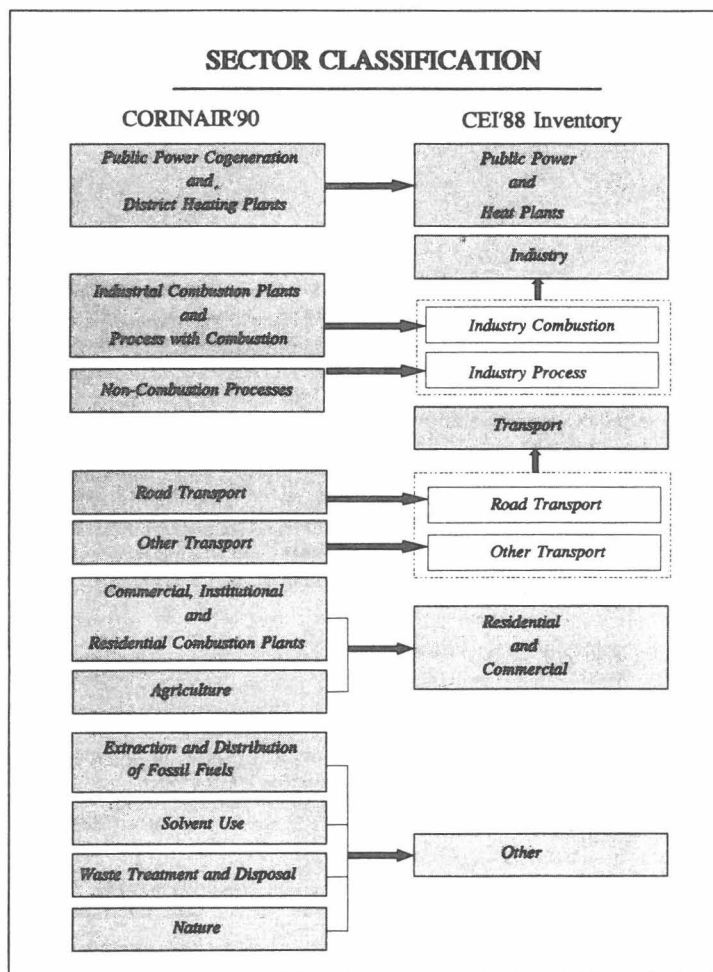 SECTOR CLASSIFICATION
CORINAIR'90
CEI'88 Inventory
Public Power Cogeneration
and,
District Heating Plants
Public Power
and
Heat Plants
Industry
Industrial Combustion Plants
and
Process with Combustion
Industry Combustion
Non-Combustion Processes
Industry Process
Transport
Road Transport
Road Transport
Other Transport
Other Transport
Commercial, Institutional
and
Residential Combustion Plants
Agriculture
Residential
and
Commercial
Extraction and Distribution
of Fossil Fuels
Solvent Use
Waste Treatment and Disposal
Nature
Other